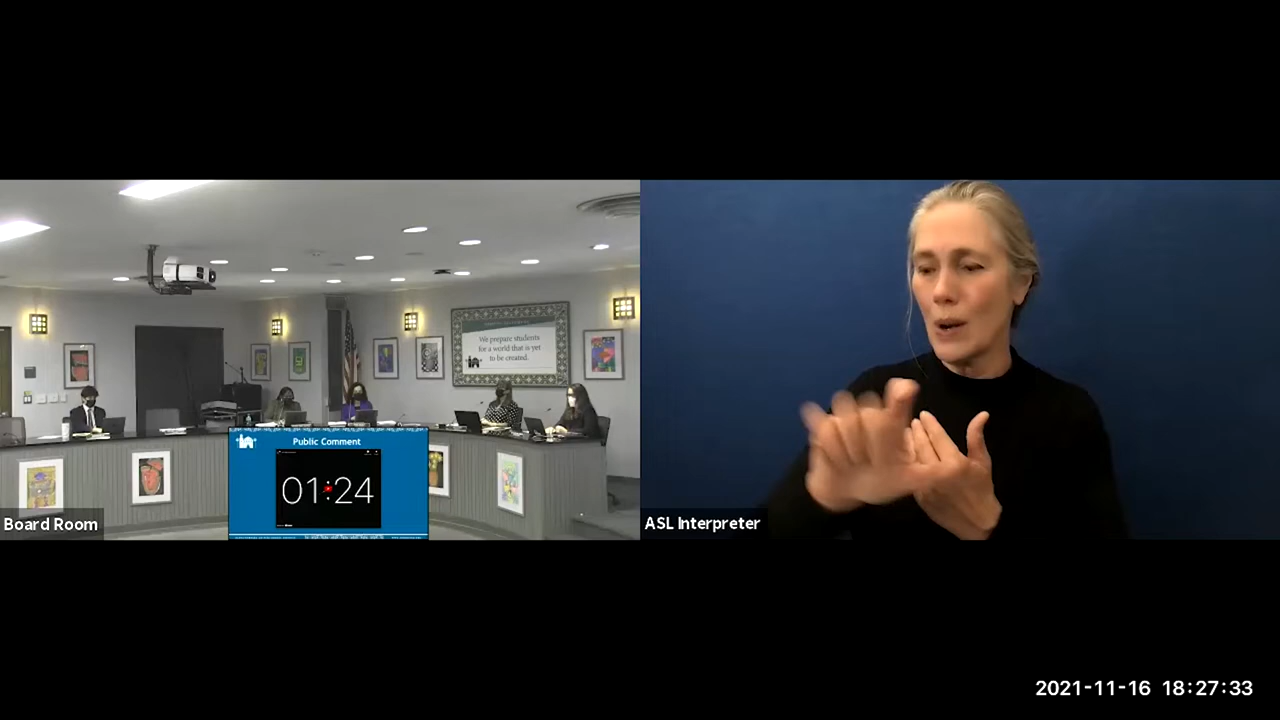 We prepare students
for a world that is yet
to be created.
Public Comment
01:24
Board Room
ASL Interpreter
2021-11-16 18:27:33